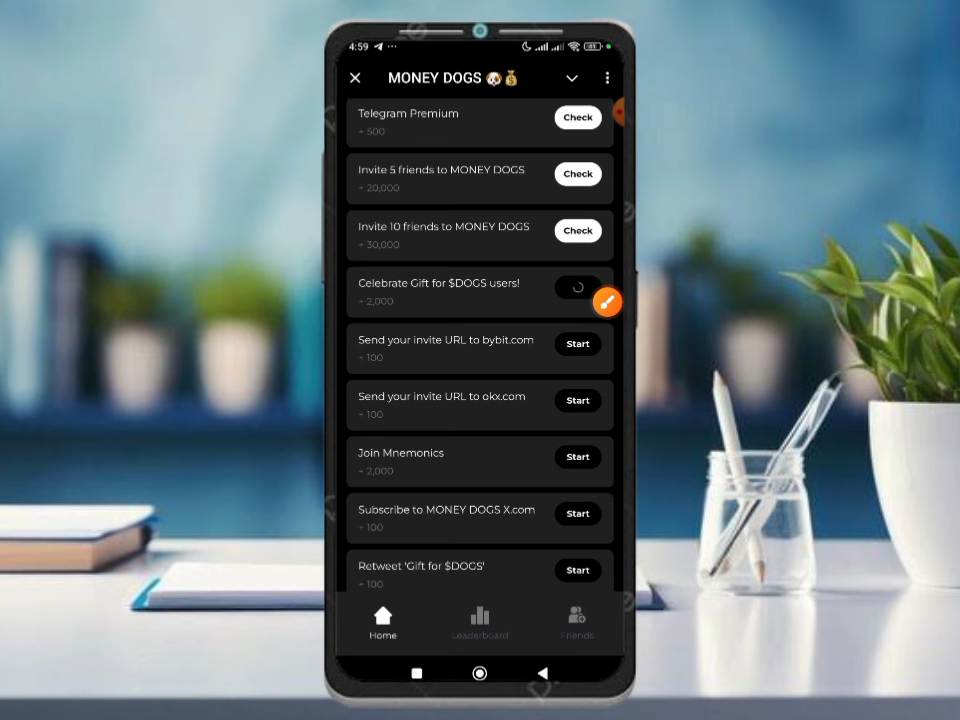 4:59
81
MONEY DOGS 🐶💰
Telegram Premium
Check
+ 500
Invite 5 friends to MONEY DOGS
Check
+ 20,000
Invite 10 friends to MONEY DOGS
Check
+ 30,000
Celebrate Gift for $DOGS users!
+ 2,000
Send your invite URL to bybit.com
Start
+ 100
Send your invite URL to okx.com
Start
+ 100
Join Mnemonics
Start
+ 2,000
Subscribe to MONEY DOGS X.com
Start
+ 100
Retweet 'Gift for $DOGS'
Start
+ 100
Home
Leaderboard
Friends